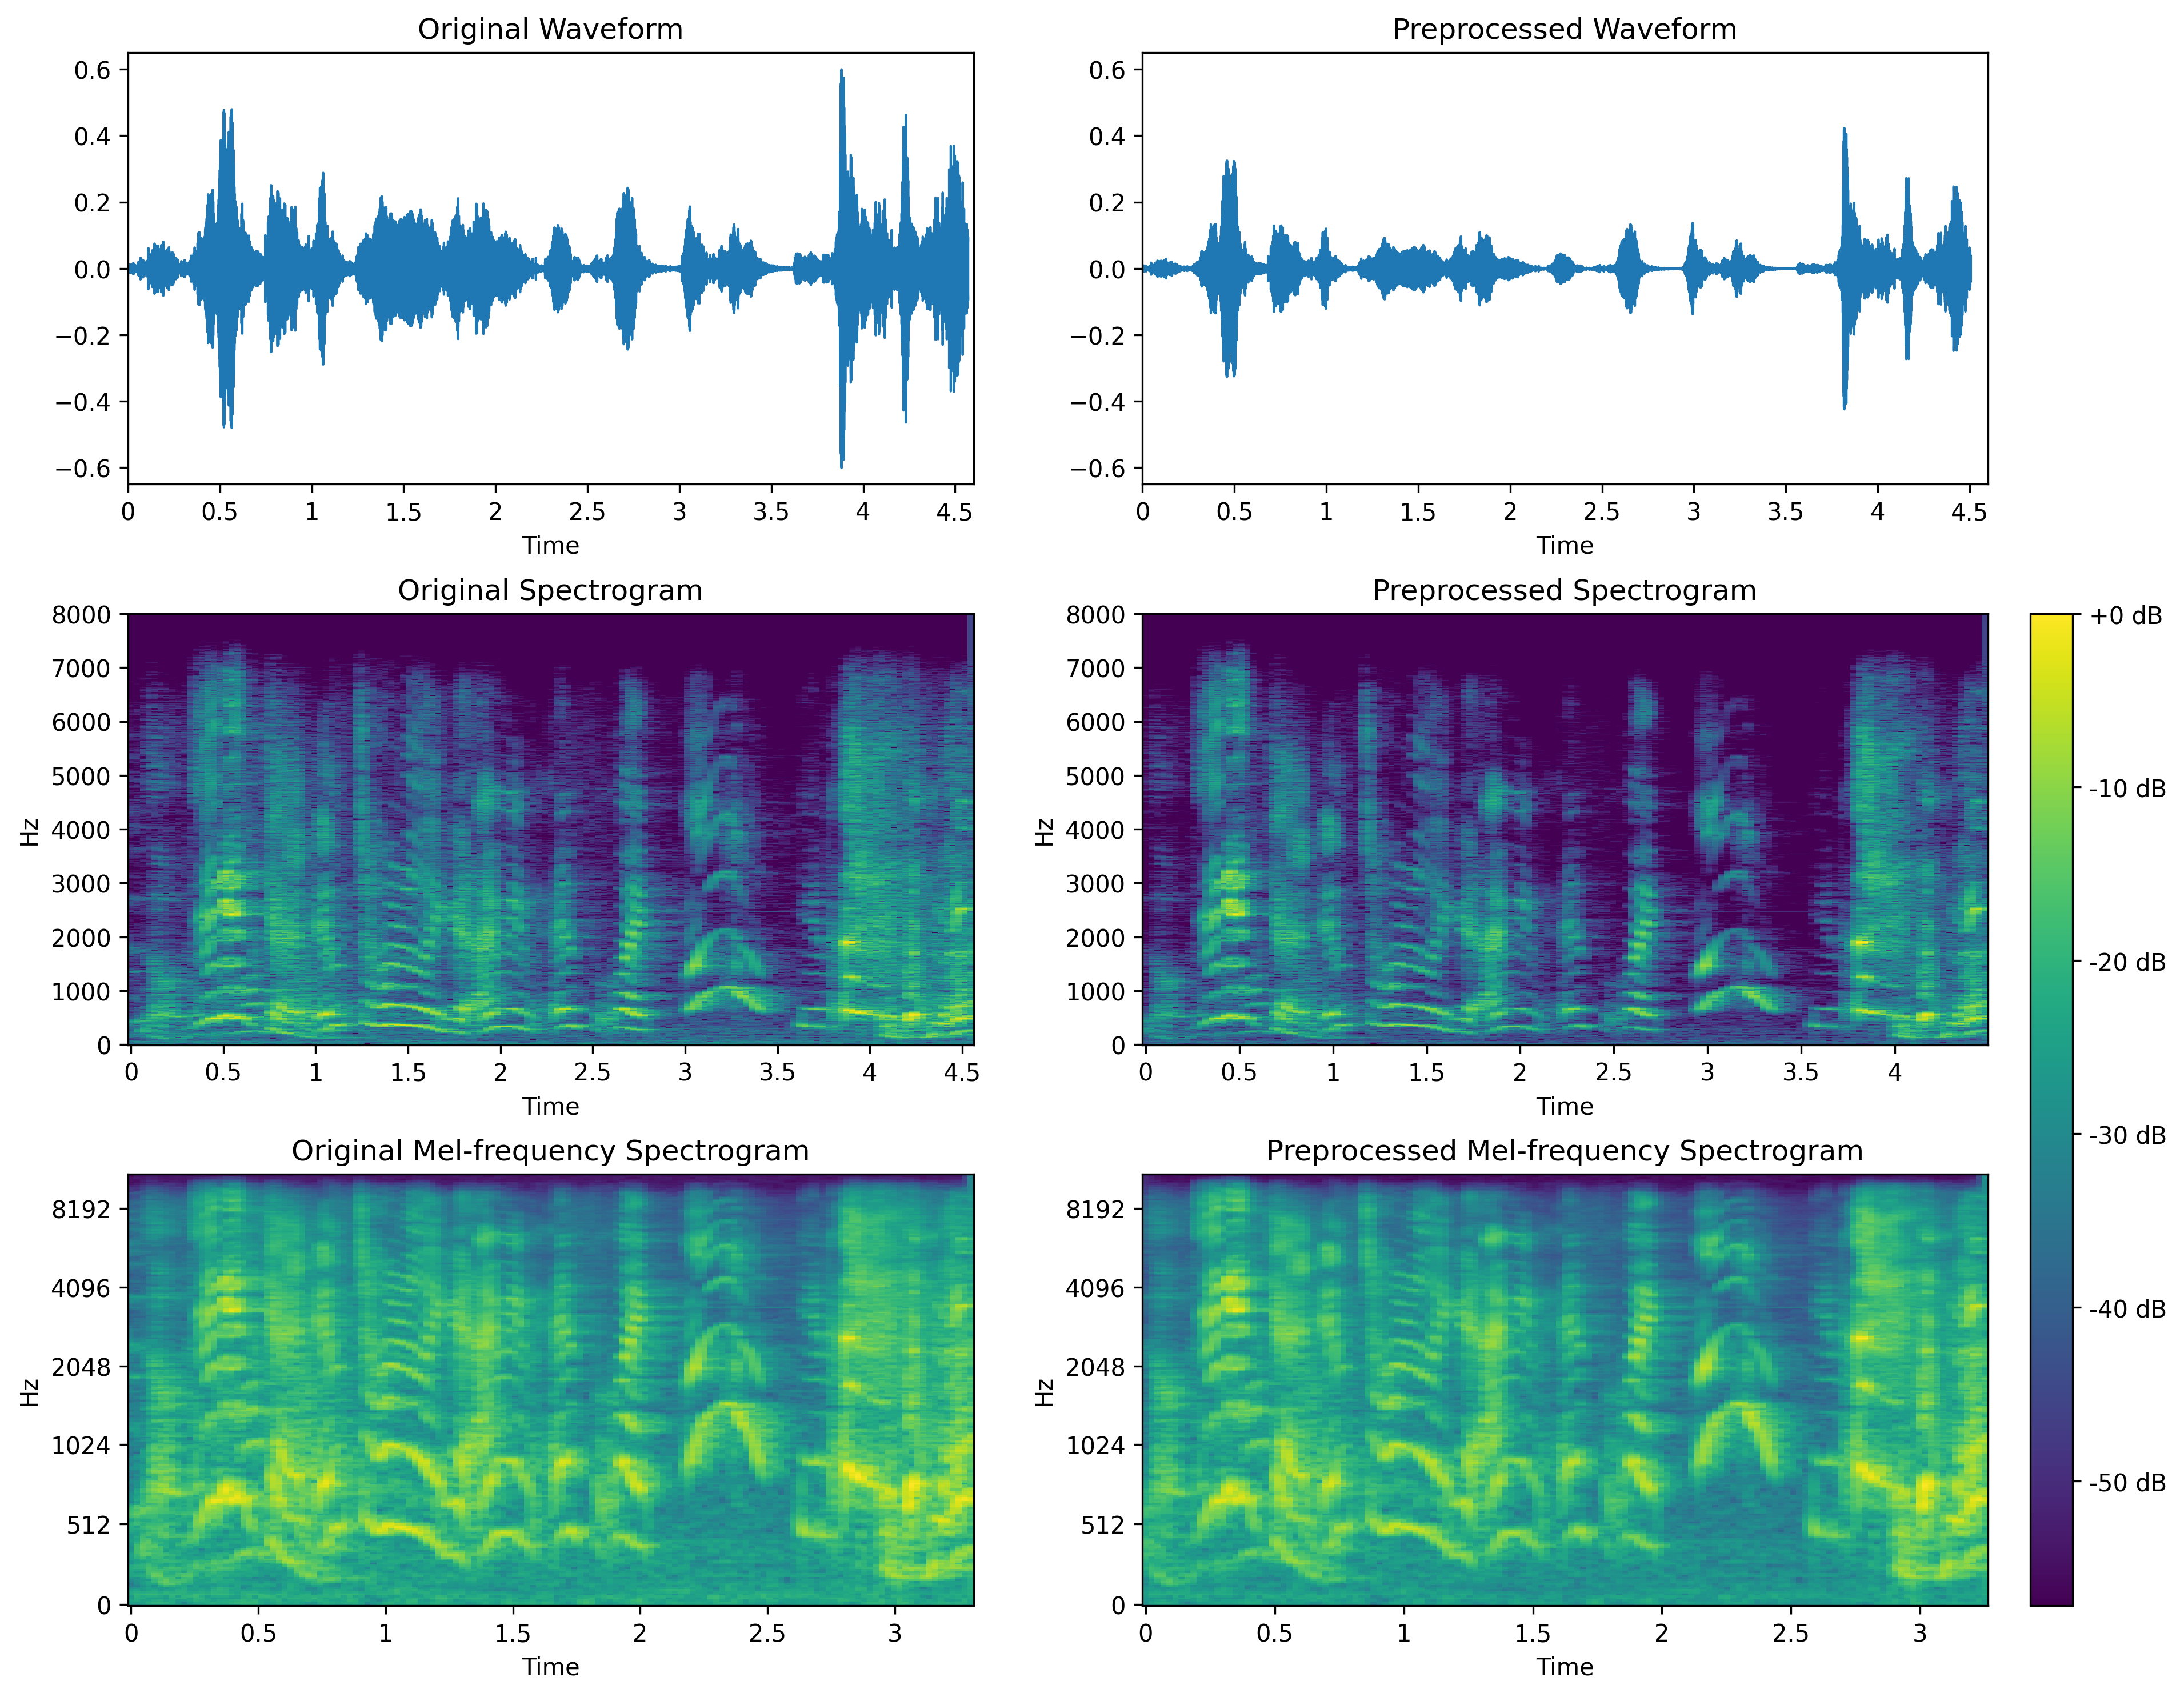 Original Waveform
0.6
0.4
0.2
0.0
−0.2
−0.4
−0.6
0 0.5 1 1.5 2 2.5 3 3.5 4 4.5
Time
Preprocessed Waveform
0.6
0.4
0.2
0.0
−0.2
−0.4
−0.6
0 0.5 1 1.5 2 2.5 3 3.5 4 4.5
Time
Original Spectrogram
8000
7000
6000
5000
4000
3000
2000
1000
0
Hz
0 0.5 1 1.5 2 2.5 3 3.5 4 4.5
Time
Preprocessed Spectrogram
8000
7000
6000
5000
4000
3000
2000
1000
0
Hz
0 0.5 1 1.5 2 2.5 3 3.5 4
Time
Original Mel-frequency Spectrogram
8192
4096
2048
1024
512
0
Hz
0 0.5 1 1.5 2 2.5 3
Time
Preprocessed Mel-frequency Spectrogram
8192
4096
2048
1024
512
0
Hz
0 0.5 1 1.5 2 2.5 3
Time
+0 dB
-10 dB
-20 dB
-30 dB
-40 dB
-50 dB